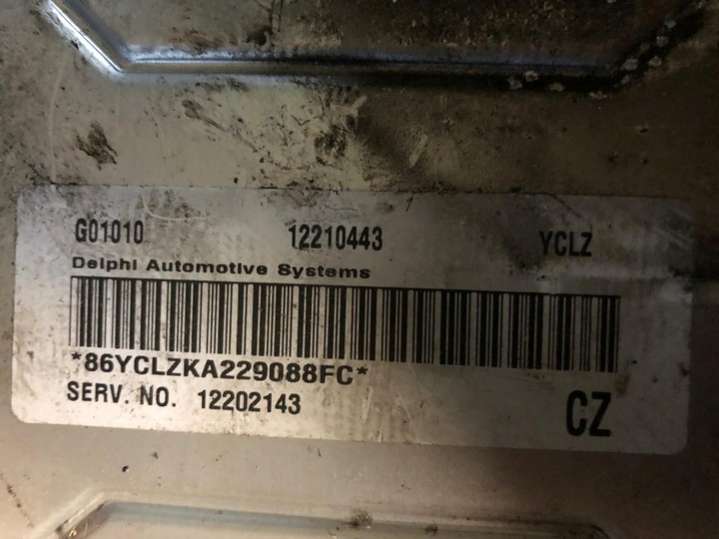 G01010 12210443 YCLZ
Delphi Automotive Systems
*86YCLZKA229088FC*
SERV. NO. 12202143 CZ